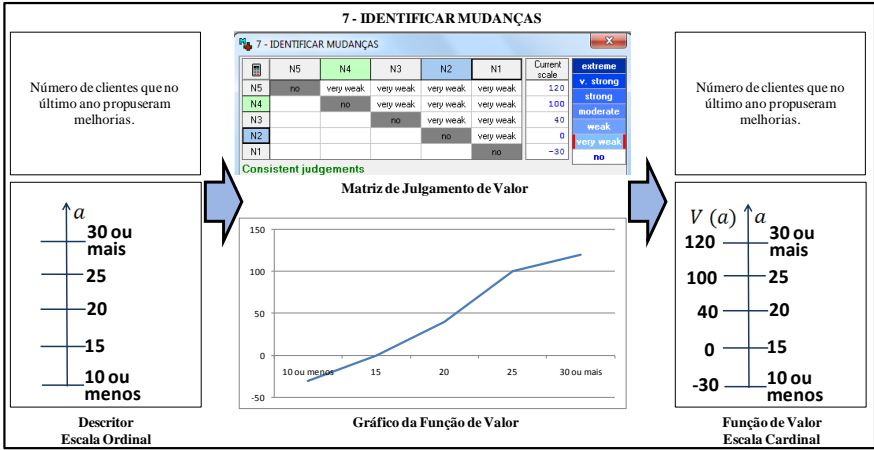 7 - IDENTIFICAR MUDANÇAS
Número de clientes que no
último ano propuseram
melhorias.
a
30 ou
mais
25
20
15
10 ou
menos
Descritor
Escala Ordinal
7 - IDENTIFICAR MUDANÇAS
N5 N4 N3 N2 N1 Current scale
N5 no very weak very weak very weak very weak 120
N4 no very weak very weak very weak 100
N3 no very weak very weak 40
N2 no very weak 0
N1 no -30
extreme
v. strong
strong
moderate
weak
very weak
no
Consistent judgements
Matriz de Julgamento de Valor
150
100
50
0
-50
10 ou menos 15 20 25 30 ou mais
Gráfico da Função de Valor
Número de clientes que no
último ano propuseram
melhorias.
V (a) a
120 30 ou
mais
100 25
40 20
0 15
-30 10 ou
menos
Função de Valor
Escala Cardinal